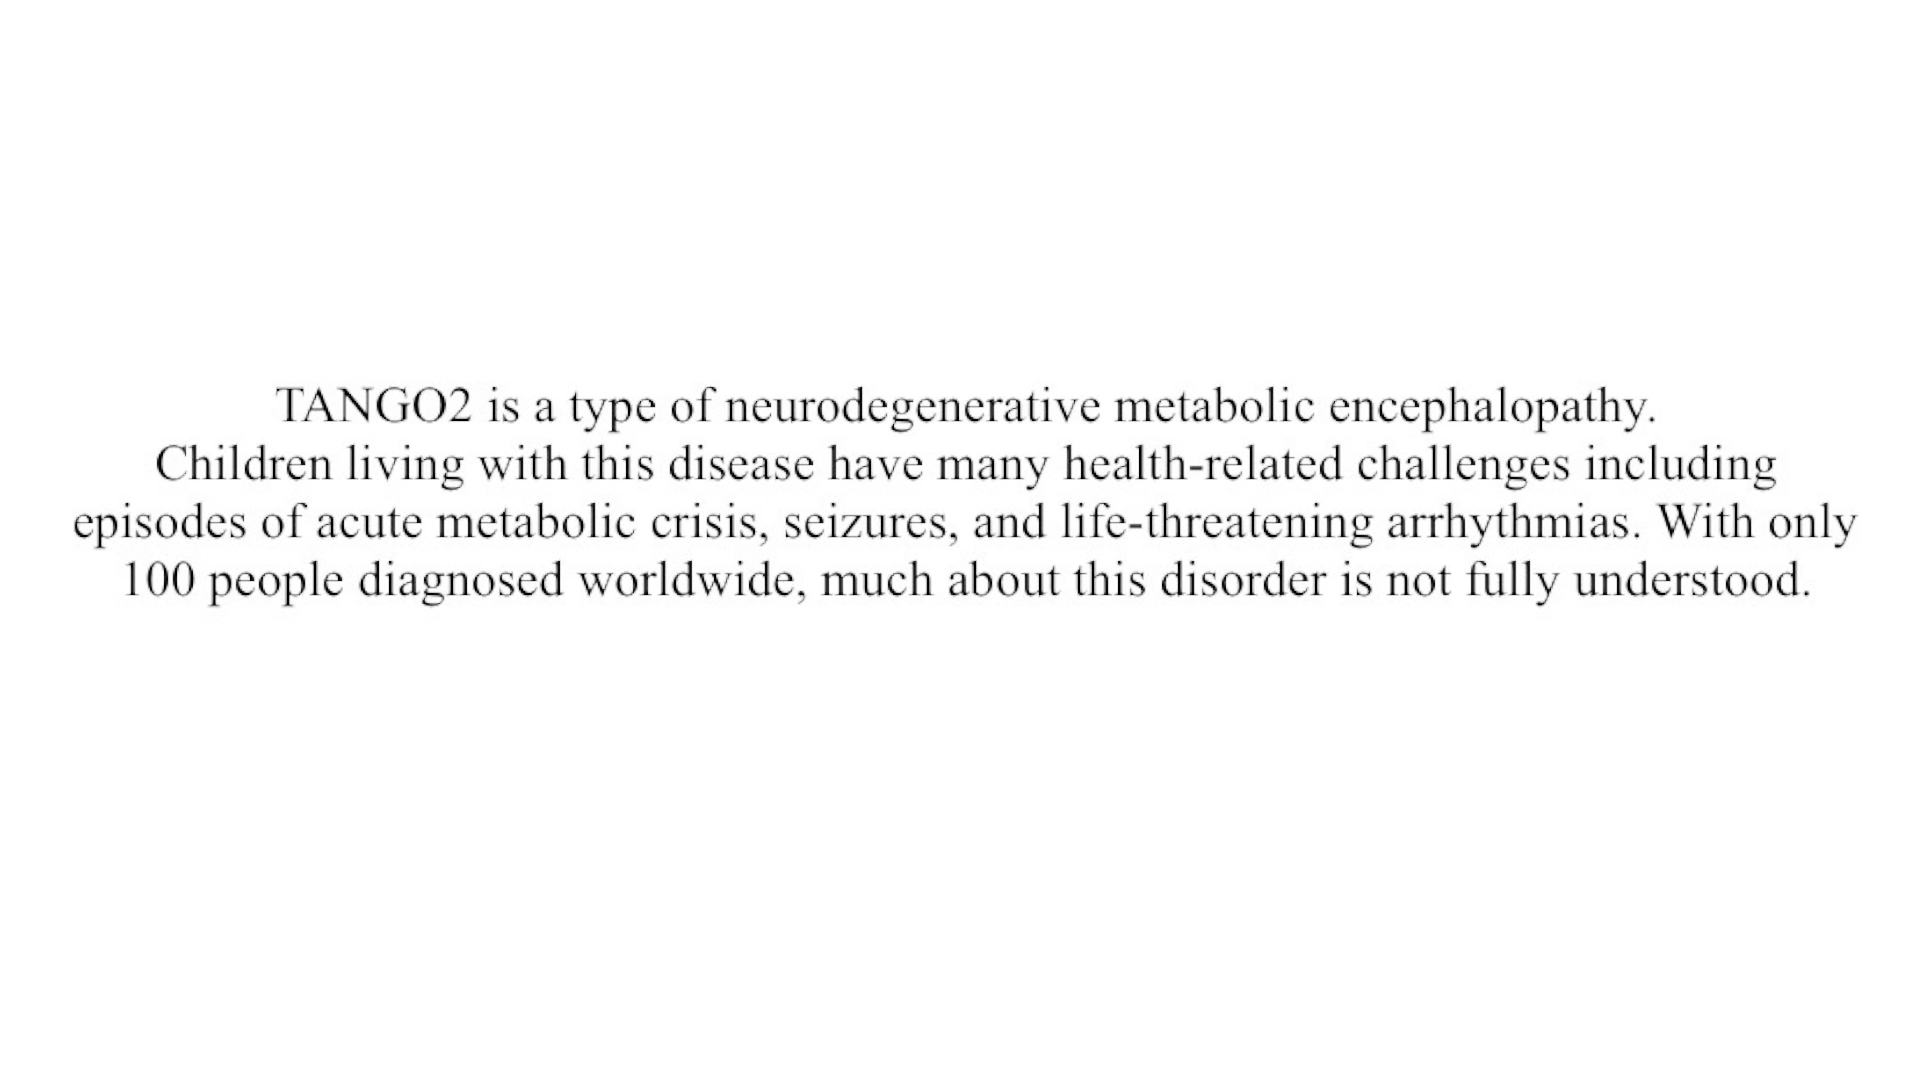 TANGO2 is a type of neurodegenerative metabolic encephalopathy.
Children living with this disease have many health-related challenges including
episodes of acute metabolic crisis, seizures, and life-threatening arrhythmias. With only
100 people diagnosed worldwide, much about this disorder is not fully understood.